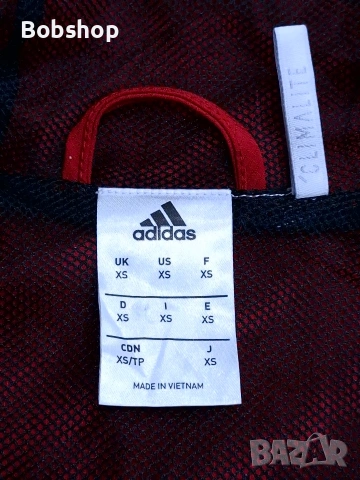 Bobshop
CLIMALITE
adidas
UK US F
XS XS XS
D I E
XS XS XS
CDN J
XS/TP XS
MADE IN VIETNAM
BAZAR
bg